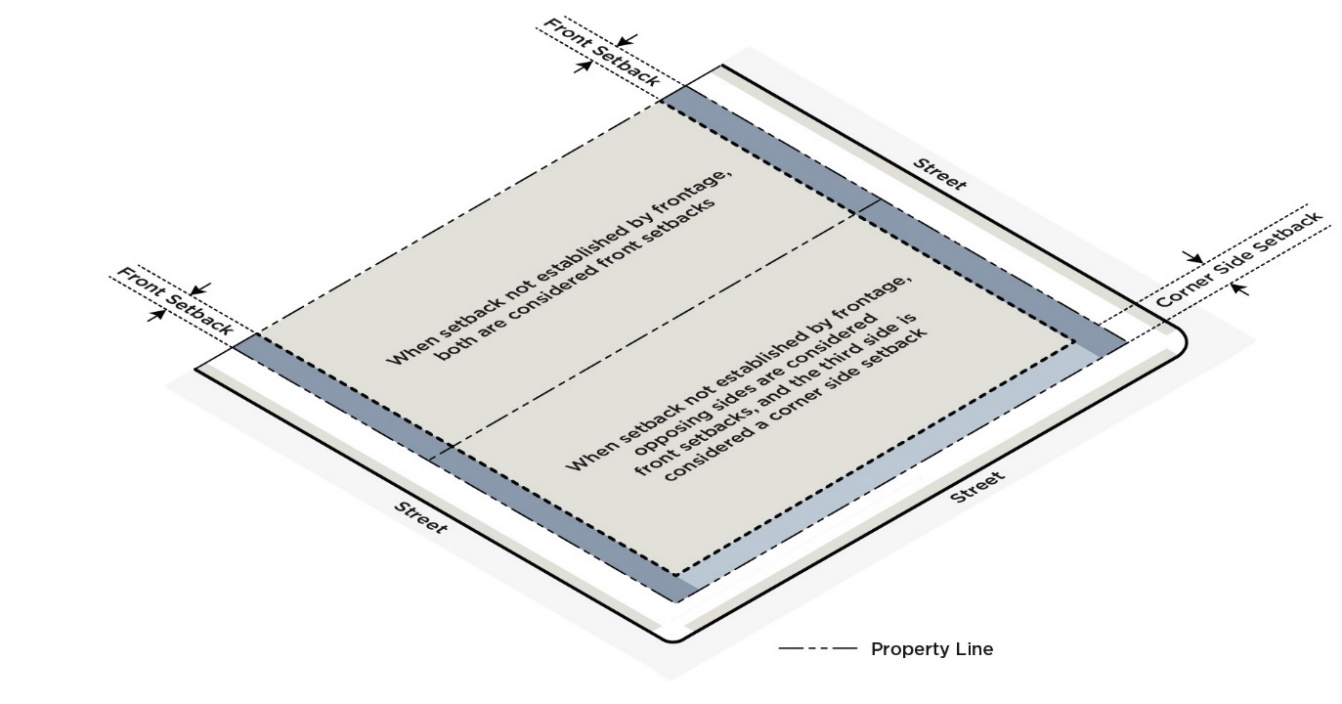 Front Setback
Street
Corner Side Setback
When setback not established by frontage,
both are considered front setbacks
Front Setback
When setback not established by frontage,
opposing sides are considered
front setbacks, and the third side is
considered a corner side setback
Street
Street
Property Line